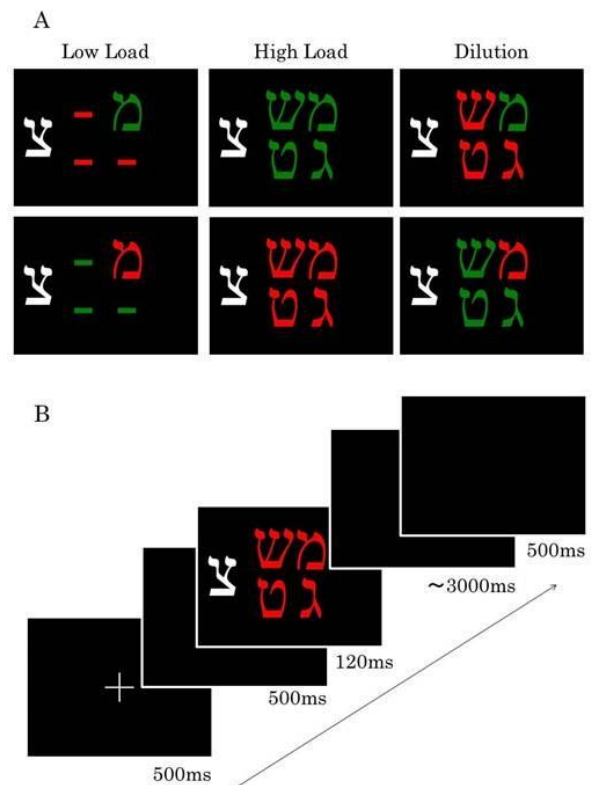 A
Low Load
High Load
Dilution
מ -
צ
- -
מש
צ
גט
מש
צ
גט
מ -
צ
- -
מש
צ
גט
מש
צ
גט
B
מש
צ
גט
500ms
500ms
120ms
~3000ms
500ms